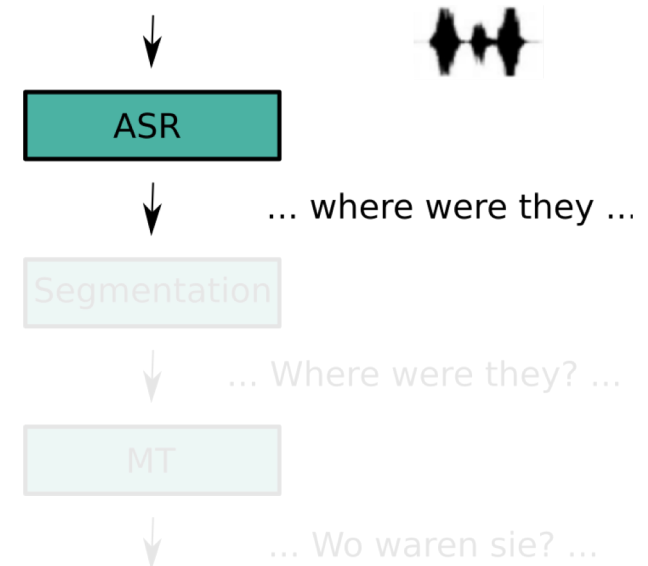 ASR
... where were they ...
Segmentation
... Where were they? ...
MT
... Wo waren sie? ...